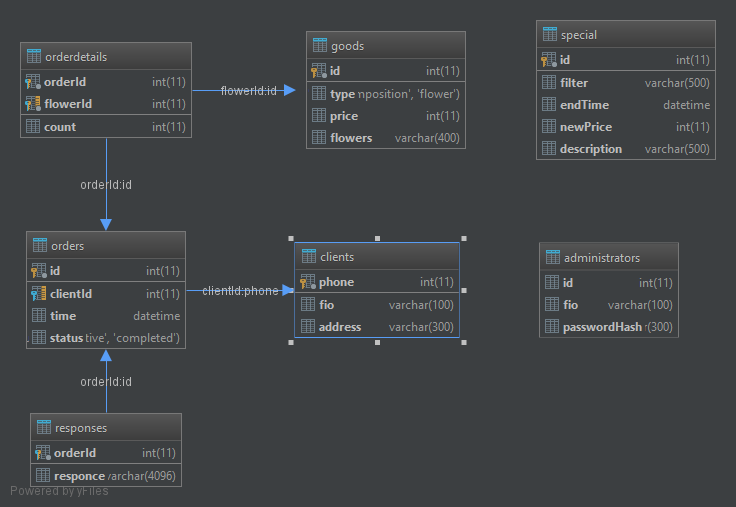 orderdetails
orderId int(11)
flowerId int(11)
count int(11)
flowerId:id
goods
id int(11)
type nposition', 'flower')
price int(11)
flowers varchar(400)
special
id int(11)
filter varchar(500)
endTime datetime
newPrice int(11)
description varchar(500)
orderId:id
orders
id int(11)
clientId int(11)
time datetime
status tive', 'completed')
clientId:phone
clients
phone int(11)
fio varchar(100)
address varchar(300)
administrators
id int(11)
fio varchar(100)
passwordHash (300)
orderId:id
responses
orderId int(11)
responce varchar(4096)
Powered by yFiles